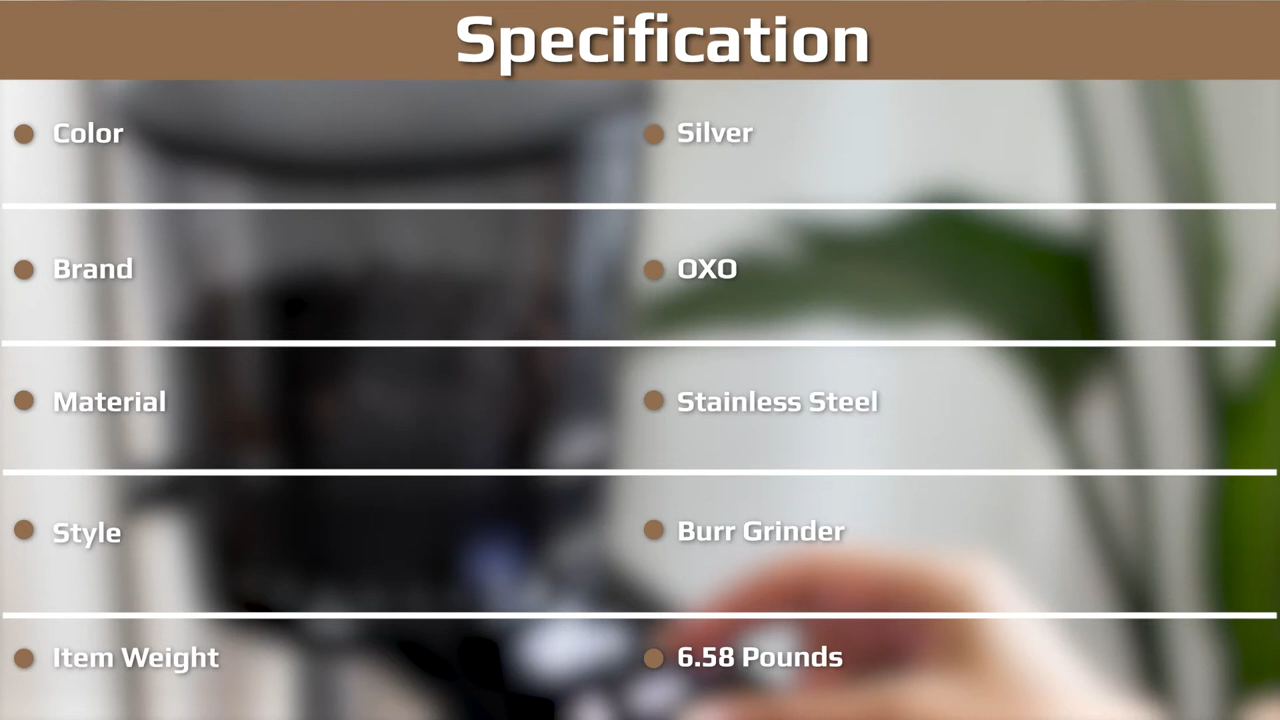 Specification
Color Silver
Brand OXO
Material Stainless Steel
Style Burr Grinder
Item Weight 6.58 Pounds